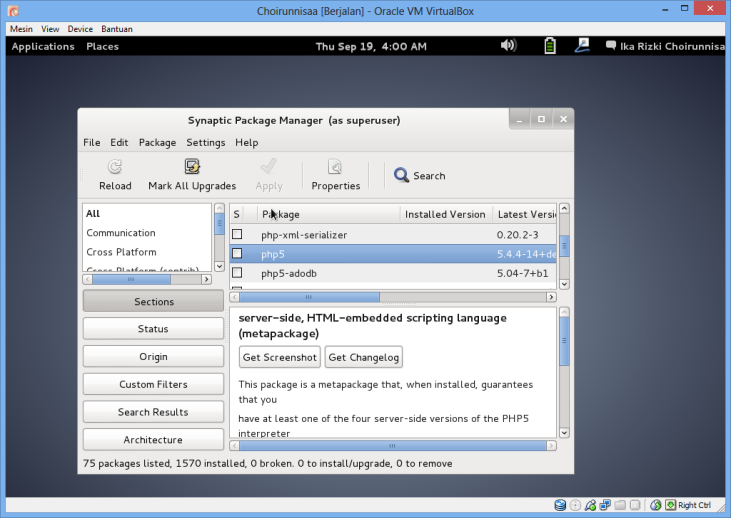 Choirunnisaa [Berjalan] - Oracle VM VirtualBox
Mesin View Device Bantuan
Applications Places Thu Sep 19, 4:00 AM Ika Rizki Choirunnisa
Synaptic Package Manager (as superuser)
File Edit Package Settings Help
Reload Mark All Upgrades Apply Properties Search
All
Communication
Cross Platform
Cross Platform (contrib)
S Package Installed Version Latest Versi
php-xml-serializer 0.20.2-3
php5 5.4.4-14+de
php5-adodb 5.04-7+b1
Sections
Status
Origin
Custom Filters
Search Results
Architecture
server-side, HTML-embedded scripting language
(metapackage)
Get Screenshot Get Changelog
This package is a metapackage that, when installed, guarantees
that you
have at least one of the four server-side versions of the PHP5
interpreter
75 packages listed, 1570 installed, 0 broken. 0 to install/upgrade, 0 to remove
Right Ctrl